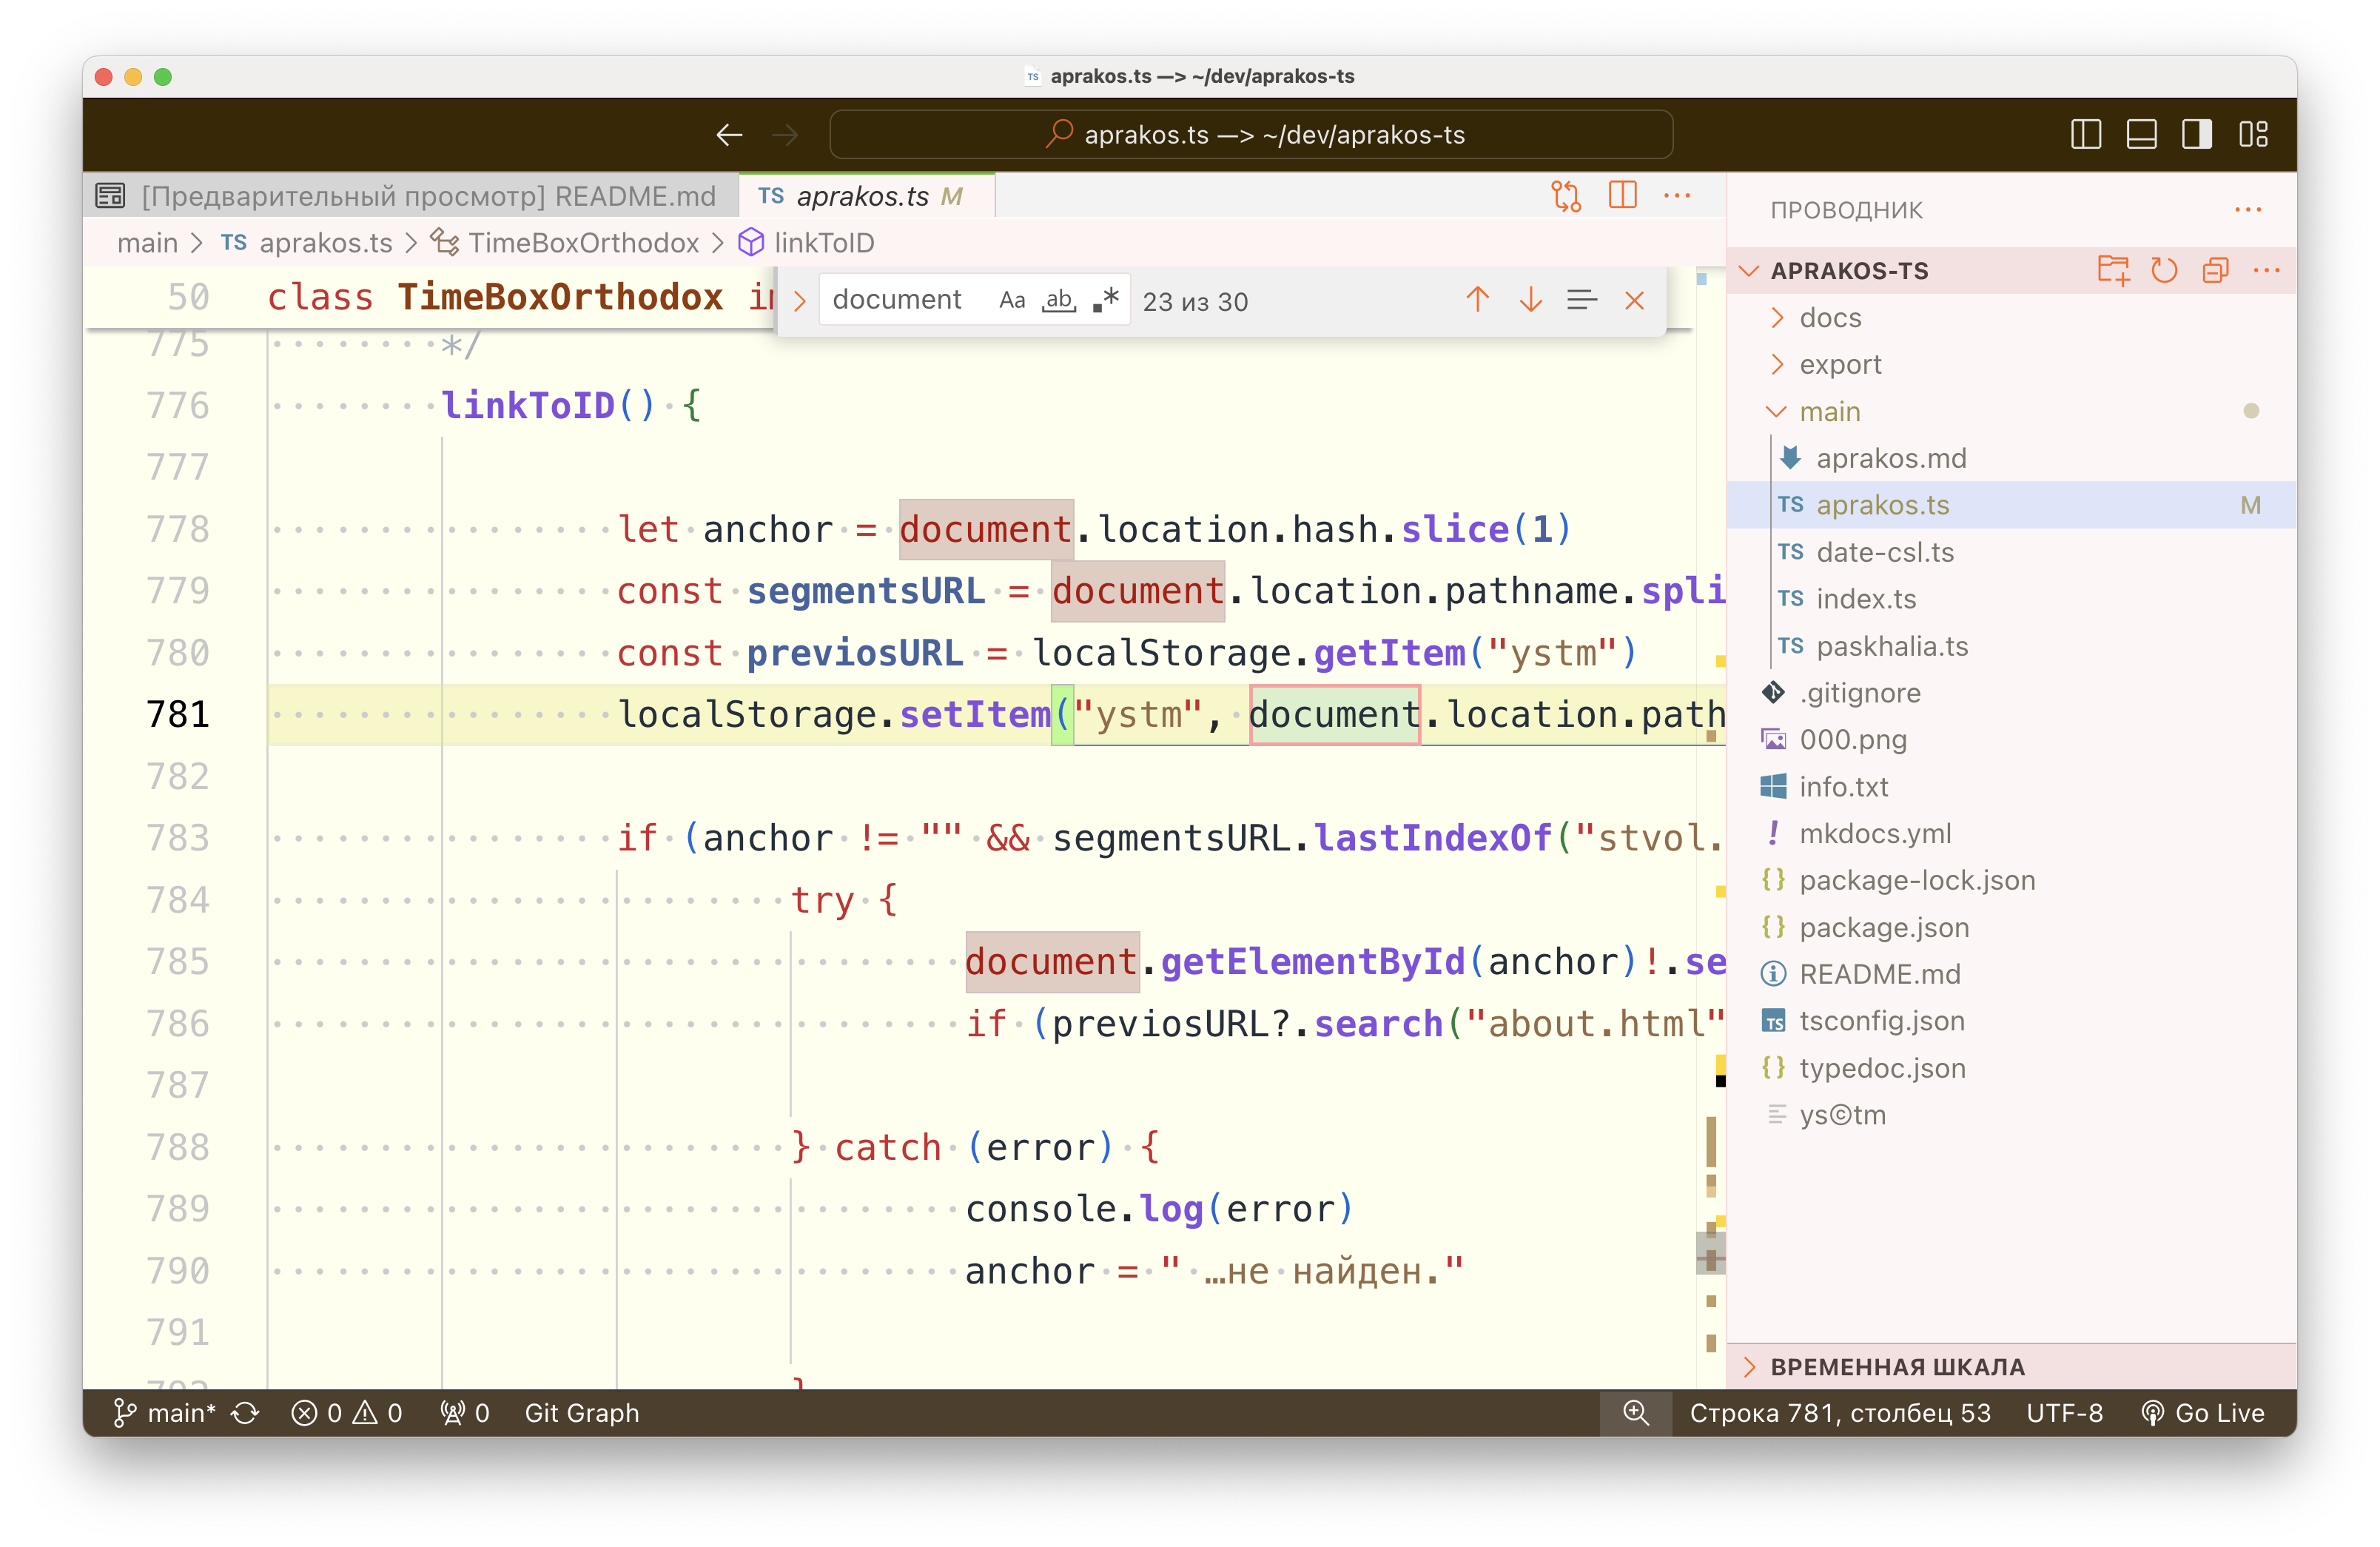 aprakos.ts —> ~/dev/aprakos-ts
aprakos.ts —> ~/dev/aprakos-ts
[Предварительный просмотр] README.md
TS aprakos.ts M
main > TS aprakos.ts > TimeBoxOrthodox > linkToID
document Aa ab .* 23 из 30
50 class TimeBoxOrthodox
775 */
776 linkToID() {
777
778 let anchor = document.location.hash.slice(1)
779 const segmentsURL = document.location.pathname.spli
780 const previosURL = localStorage.getItem("ystm")
781 localStorage.setItem("ystm", document.location.path
782
783 if (anchor != "" && segmentsURL.lastIndexOf("stvol.
784 try {
785 document.getElementById(anchor)!.se
786 if (previosURL?.search("about.html"
787
788 } catch (error) {
789 console.log(error)
790 anchor = " …не найден."
791
}
ПРОВОДНИК
APRAKOS-TS
docs
export
main
aprakos.md
TS aprakos.ts M
TS date-csl.ts
TS index.ts
TS paskhalia.ts
.gitignore
000.png
info.txt
! mkdocs.yml
{} package-lock.json
{} package.json
README.md
TS tsconfig.json
{} typedoc.json
ys©tm
ВРЕМЕННАЯ ШКАЛА
main* 0 0 0 Git Graph
Строка 781, столбец 53 UTF-8 Go Live